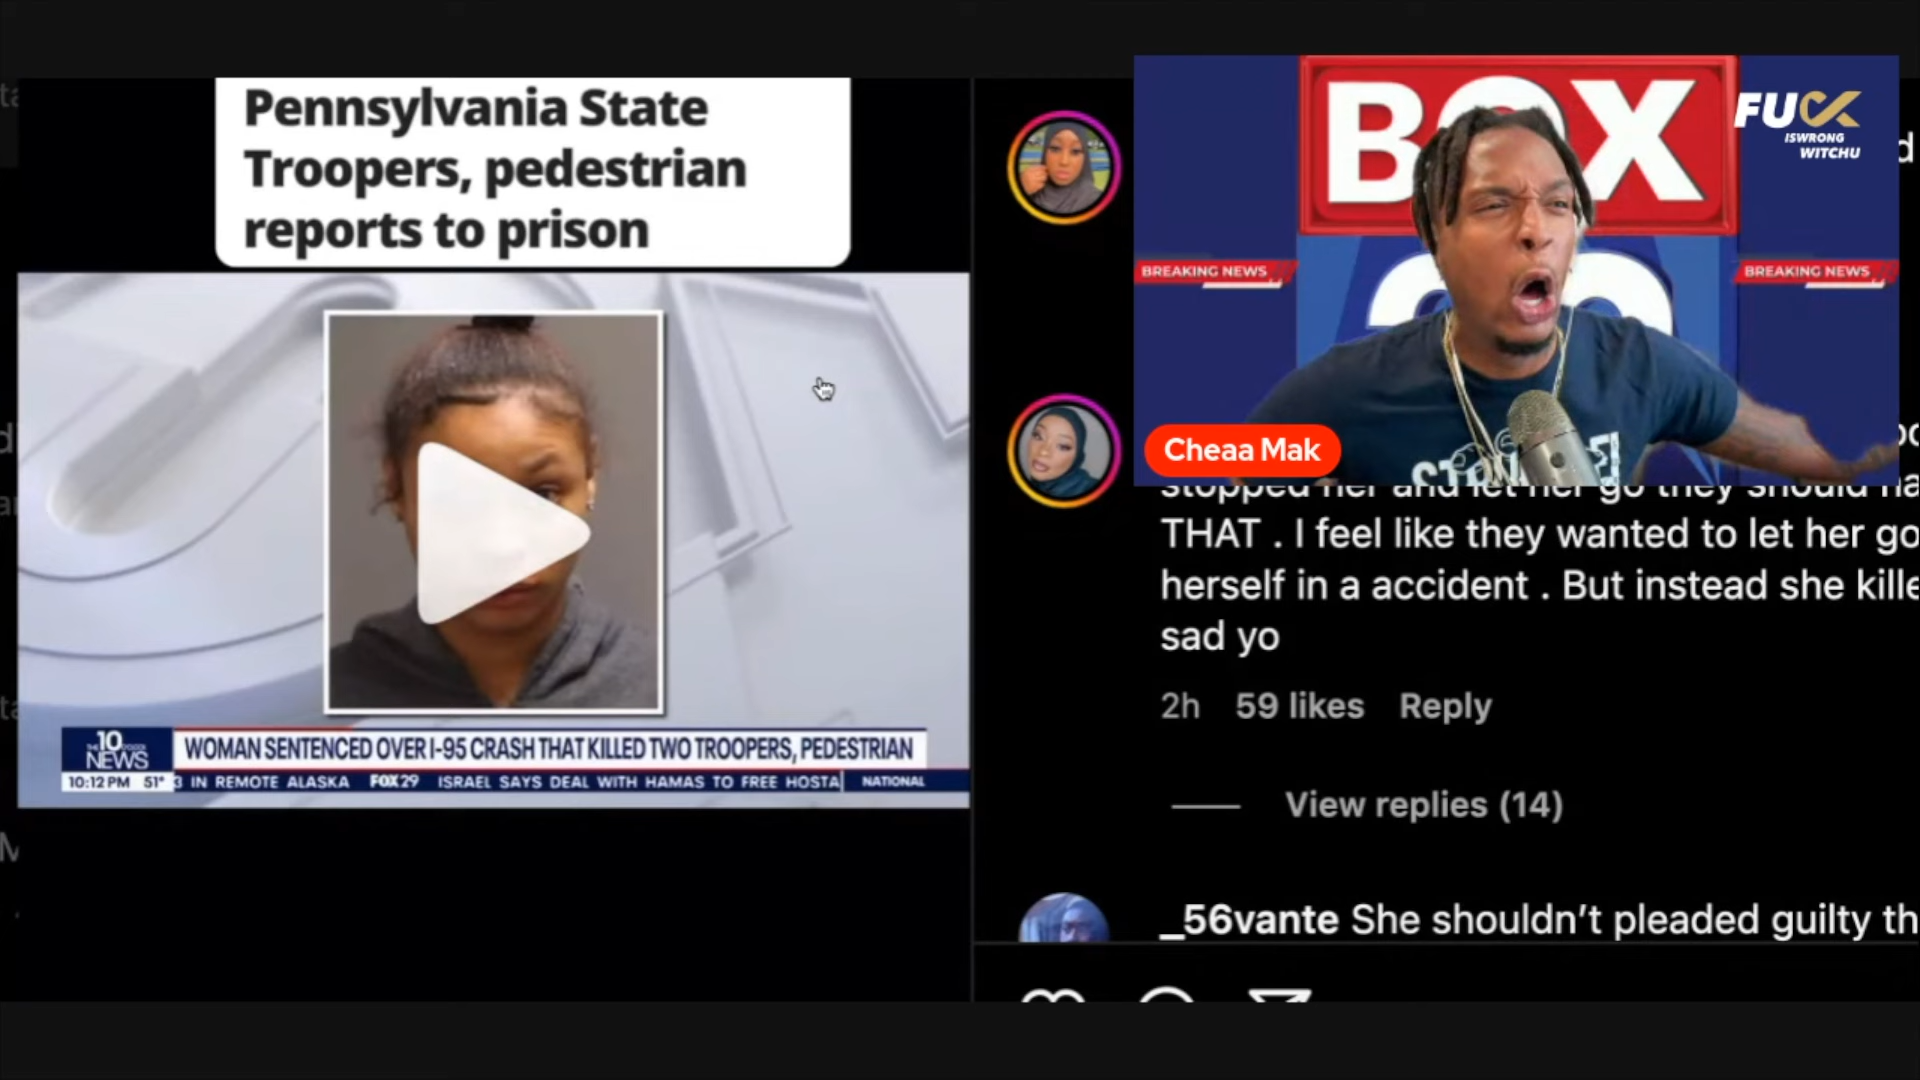 Pennsylvania State
Troopers, pedestrian
reports to prison
THE 10 O'CLOCK NEWS
WOMAN SENTENCED OVER I-95 CRASH THAT KILLED TWO TROOPERS, PEDESTRIAN
10:12 PM 51° 3 IN REMOTE ALASKA FOX 29 ISRAEL SAYS DEAL WITH HAMAS TO FREE HOSTA NATIONAL
BOX
FUCK
ISWRONG
WITCHU
BREAKING NEWS
BREAKING NEWS
Cheaa Mak
stopped her and let her go they should ha
THAT . I feel like they wanted to let her go
herself in a accident . But instead she kille
sad yo
2h 59 likes Reply
View replies (14)
_56vante She shouldn’t pleaded guilty th